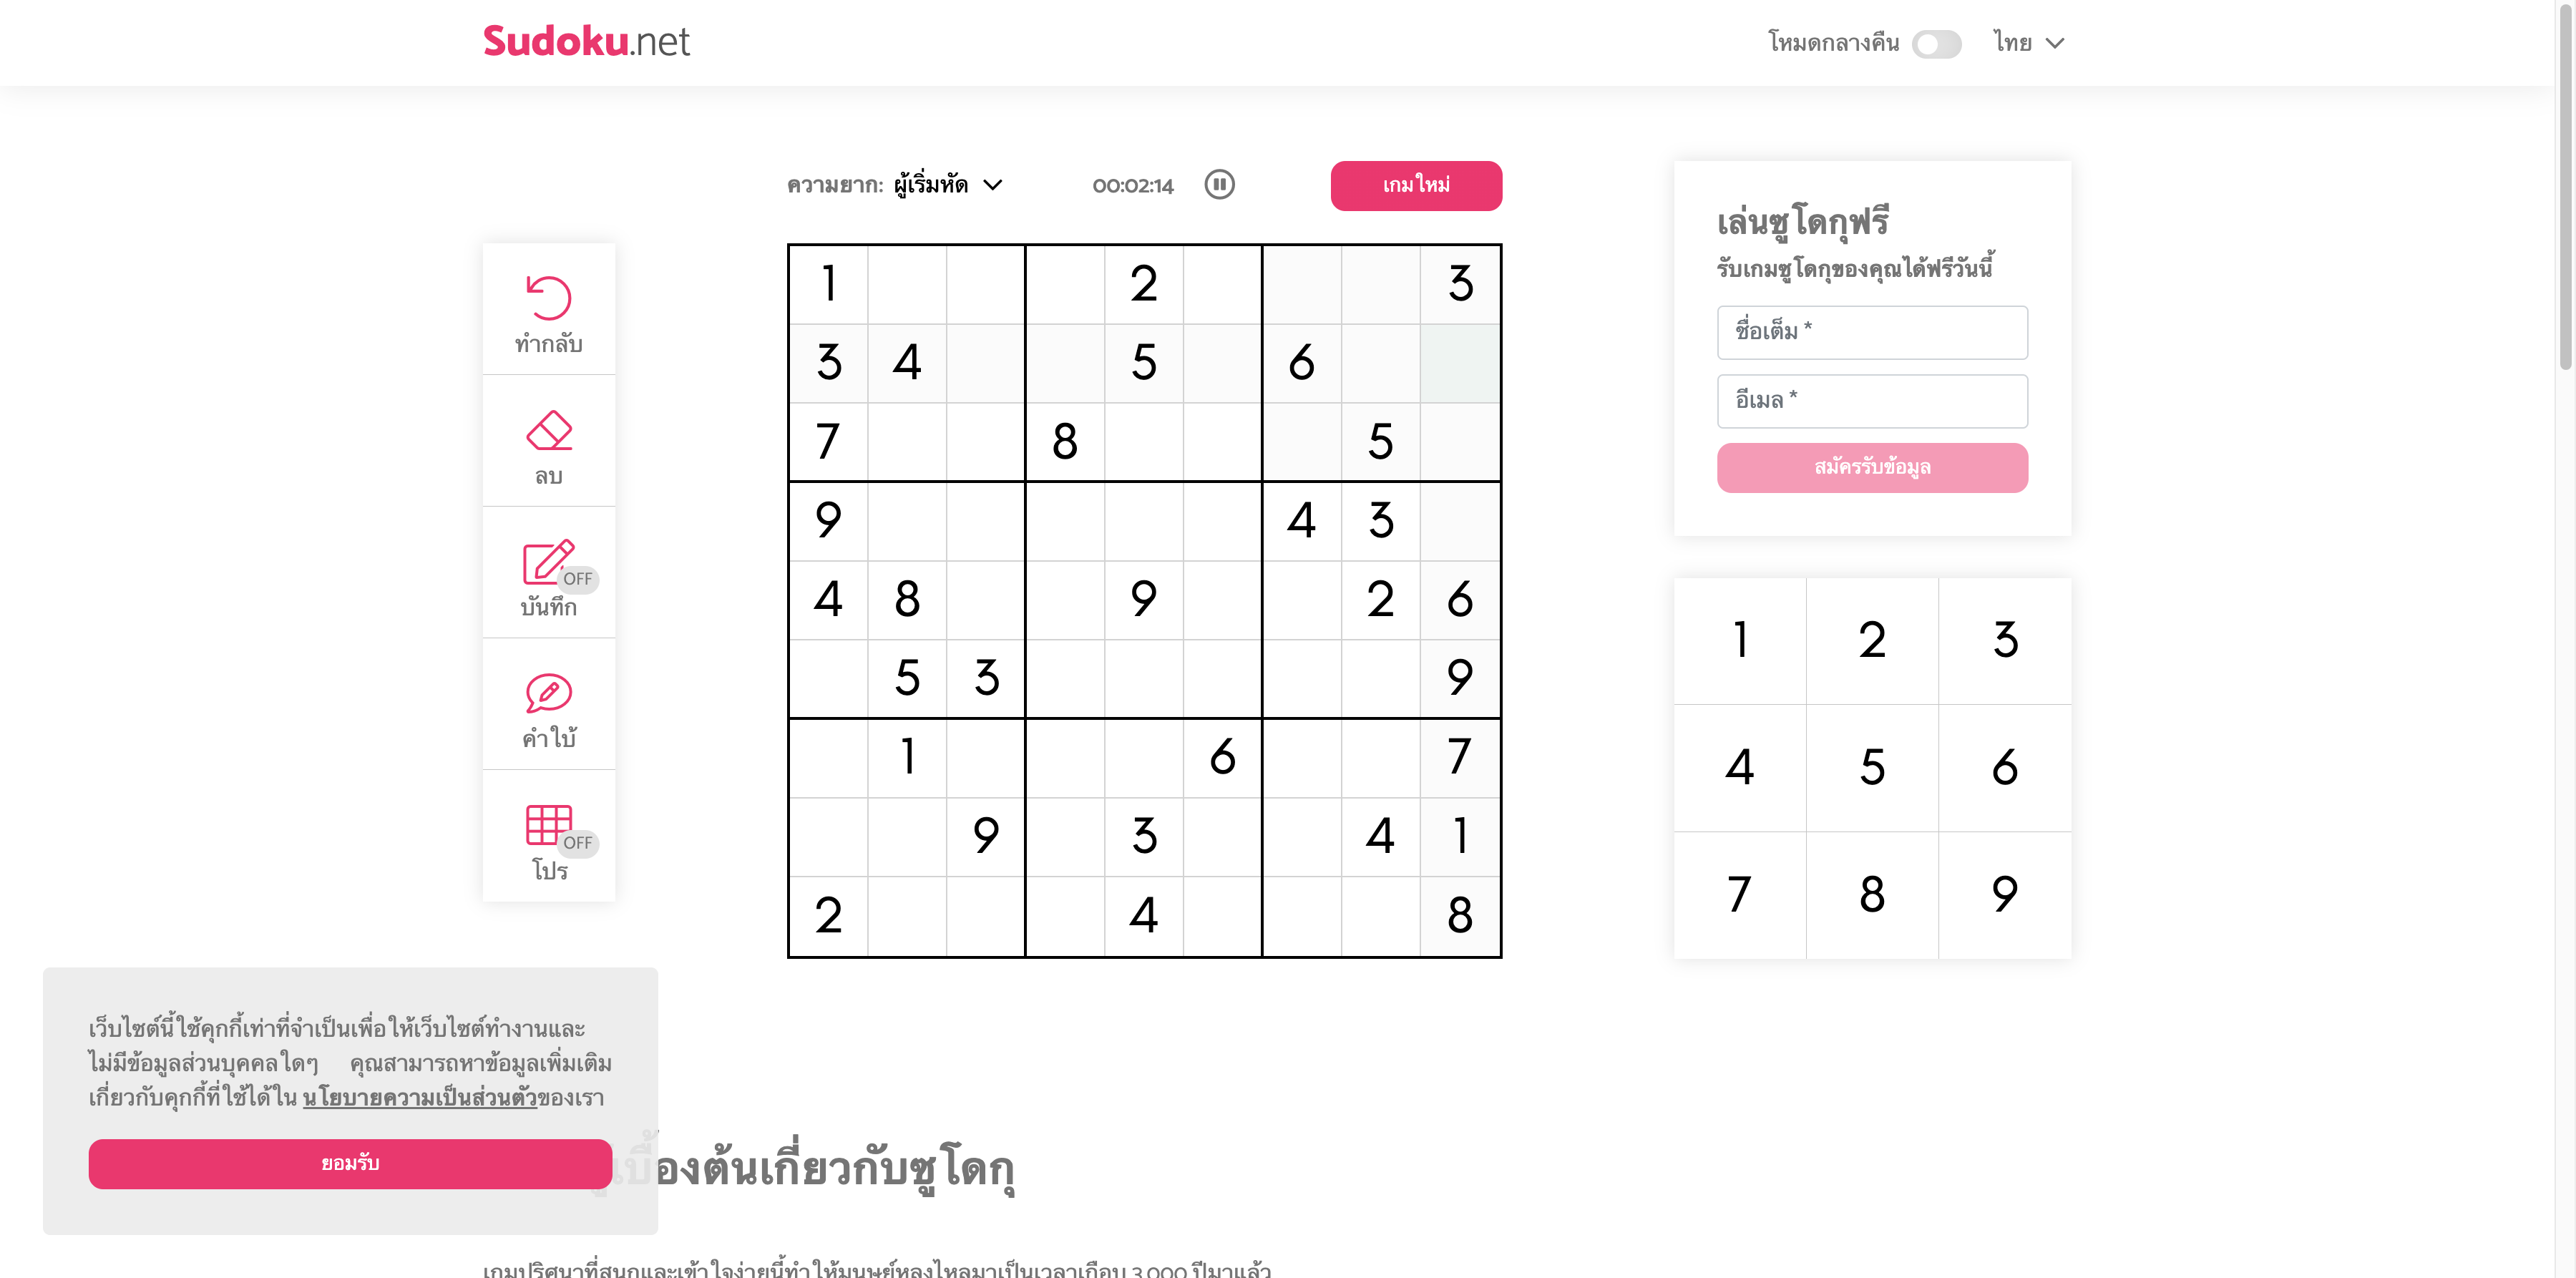 Sudoku.net
โหมดกลางคืน ไทย
ความยาก: ผู้เริ่มหัด 00:02:14 เกมใหม่
ทำกลับ
ลบ
OFF
บันทึก
คำใบ้
OFF
โปร
1 2 3
3 4 5 6
7 8 5
9 4 3
4 8 9 2 6
5 3 9
1 6 7
9 3 4 1
2 4 8
เล่นซูโดกุฟรี
รับเกมซูโดกุของคุณได้ฟรีวันนี้
ชื่อเต็ม *
อีเมล *
สมัครรับข้อมูล
1 2 3
4 5 6
7 8 9
เว็บไซต์นี้ใช้คุกกี้เท่าที่จำเป็นเพื่อให้เว็บไซต์ทำงานและ
ไม่มีข้อมูลส่วนบุคคลใดๆ คุณสามารถหาข้อมูลเพิ่มเติม
เกี่ยวกับคุกกี้ที่ใช้ได้ใน นโยบายความเป็นส่วนตัวของเรา
ยอมรับ
เบื้องต้นเกี่ยวกับซูโดกุ
เกมปริศนาที่สนุกและเข้าใจง่ายนี้ทำให้มนุษย์หลงไหลมาเป็นเวลาเกือบ 3,000 ปีมาแล้ว